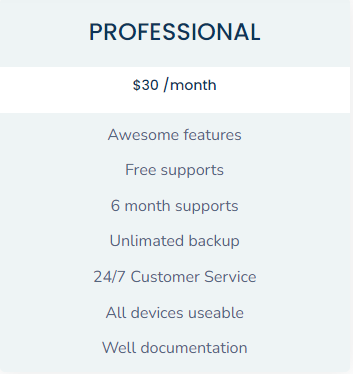 PROFESSIONAL
$30 /month
Awesome features
Free supports
6 month supports
Unlimated backup
24/7 Customer Service
All devices useable
Well documentation